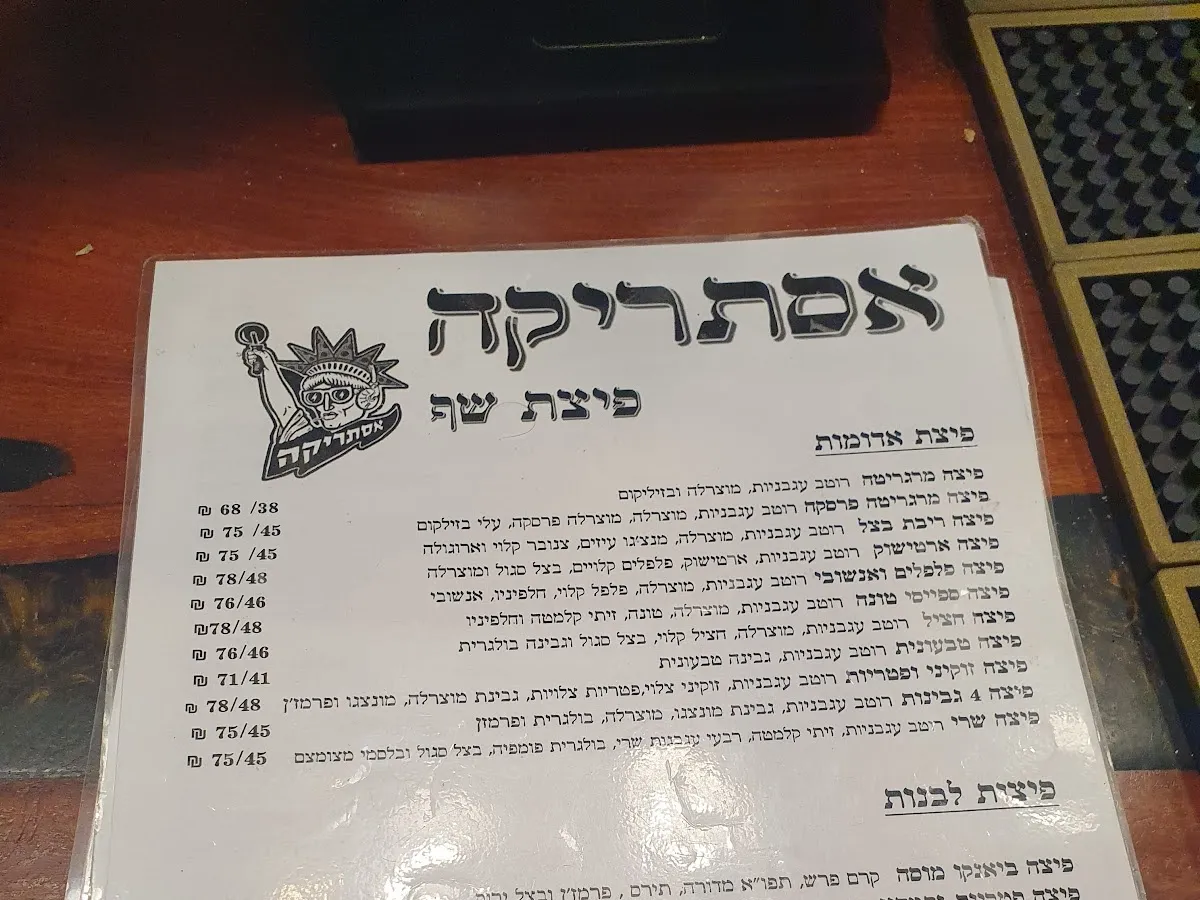 אסתריקה
פיצת שף
אסתריקה
פיצת אדומות
פיצה מרגריטה רוטב עגבניות, מוצרלה ובזיליקום 38/ 68 ₪
פיצה מרגריטה פרסקה רוטב עגבניות, מוצרלה, מוצרלה פרסקה, עלי בזילקום 45/ 75 ₪
פיצה ריבת בצל רוטב עגבניות, מוצרלה, מנצ'גו עיזים, צנובר קלוי וארוגולה 45/ 75 ₪
פיצה ארטישוק רוטב עגבניות, ארטישוק, פלפלים קלויים, בצל סגול ומוצרלה 78/48 ₪
פיצה פלפלים ואנשובי רוטב עגבניות, מוצרלה, פלפל קלוי, חלפיניו, אנשובי 76/46 ₪
פיצה ספייסי טונה רוטב עגבניות, מוצרלה, טונה, זיתי קלמטה וחלפיניו 78/48₪
פיצה חציל רוטב עגבניות, מוצרלה, חציל קלוי, בצל סגול וגבינה בולגרית 76/46 ₪
פיצה טבעונית רוטב עגבניות, גבינה טבעונית 71/41 ₪
פיצה זוקיני ופטריות רוטב עגבניות, זוקיני צלוי,פטריות צלויות, גבינת מוצרלה, מונצגו ופרמז'ן 78/48 ₪
פיצה 4 גבינות רוטב עגבניות, גבינת מונצגו, מוצרלה, בולגרית ופרמזן 75/45 ₪
פיצה שרי רוטב עגבניות, זיתי קלמטה, רבעי עגבניות שרי, בולגרית פומפיה, בצל סגול ובלסמי מצומצם 75/45 ₪
פיצות לבנות
פיצה ביאנקו מוסה קרם פרש, תפו"א מדורה, תירס , פרמז'ן ובצל ירוק
פיצה פטריות